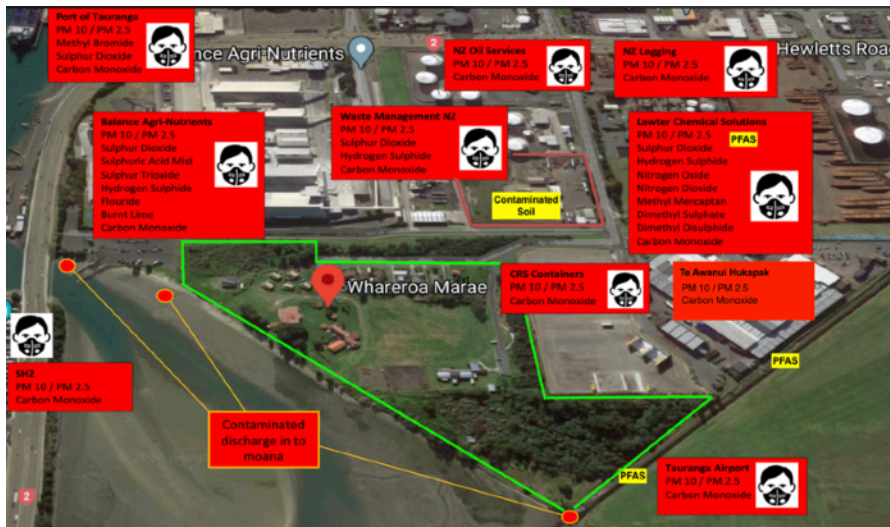 Port of Tauranga
PM 10 / PM 2.5
Methyl Bromide
Sulphur Dioxide
Carbon Monoxide
nce Agri-Nutrients
2
NZ Oil Services
PM 10 / PM 2.5
Carbon Monoxide
NZ Logging
PM 10 / PM 2.5
Carbon Monoxide
Hewletts Road
Balance Agri-Nutrients
PM 10 / PM 2.5
Sulphur Dioxide
Sulphuric Acid Mist
Sulphur Trioxide
Hydrogen Sulphide
Flouride
Burnt Lime
Carbon Monoxide
Waste Management NZ
PM 10 / PM 2.5
Sulphur Dioxide
Hydrogen Sulphide
Carbon Monoxide
Contaminated
Soil
Lawter Chemical Solutions
PM 10 / PM 2.5
PFAS
Sulphur Dioxide
Hydrogen Sulphide
Nitrogen Oxide
Nitrogen Dioxide
Methyl Mercaptan
Dimethyl Sulphate
Dimethyl Disulphide
Carbon Monoxide
Whareroa Marae
CRS Containers
PM 10 / PM 2.5
Carbon Monoxide
Te Awanui Hukapak
PM 10 / PM 2.5
Carbon Monoxide
PFAS
SH2
PM 10 / PM 2.5
Carbon Monoxide
Contaminated
discharge in to
moana
PFAS
Tauranga Airport
PM 10 / PM 2.5
Carbon Monoxide
2